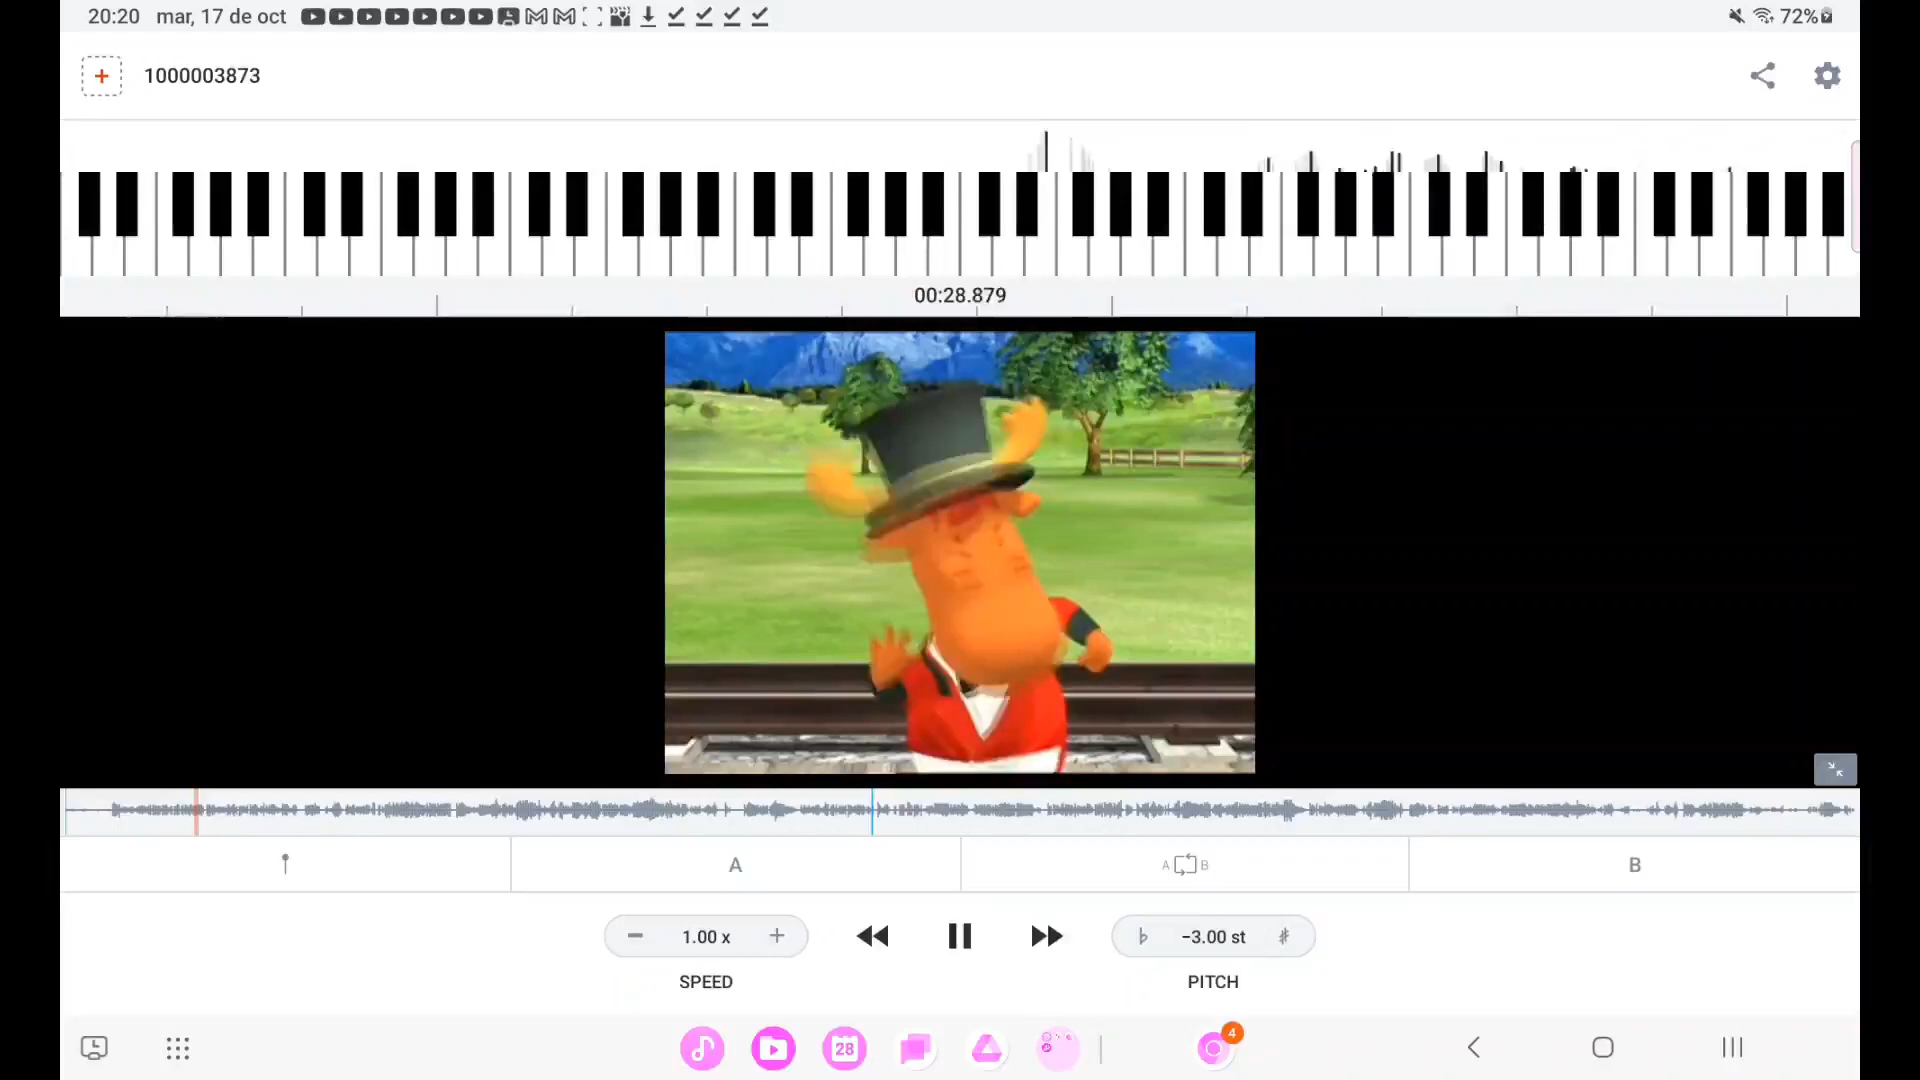 20:20 mar, 17 de oct
72%
1000003873
00:28.879
A
A B
B
1.00 x
−3.00 st
SPEED
PITCH
28
4